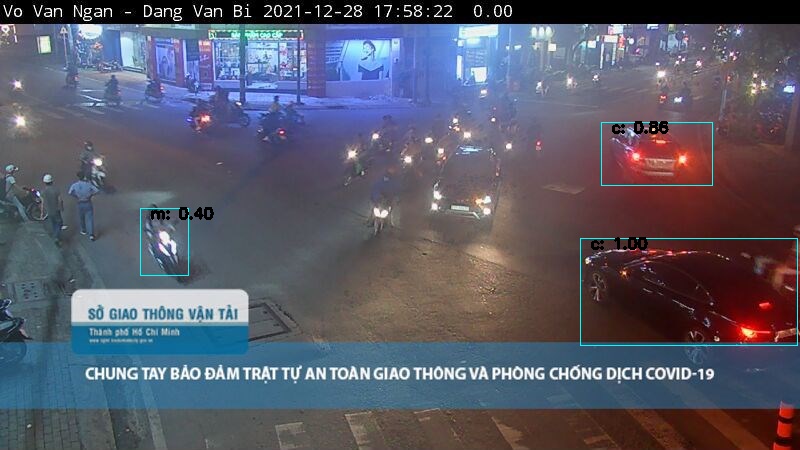 Vo Van Ngan - Dang Van Bi 2021-12-28 17:58:22 0.00
c: 0.86
m: 0.40
c: 1.00
SỞ GIAO THÔNG VẬN TẢI
Thành phố Hồ Chí Minh
CHUNG TAY BẢO ĐẢM TRẬT TỰ AN TOÀN GIAO THÔNG VÀ PHÒNG CHỐNG DỊCH COVID-19